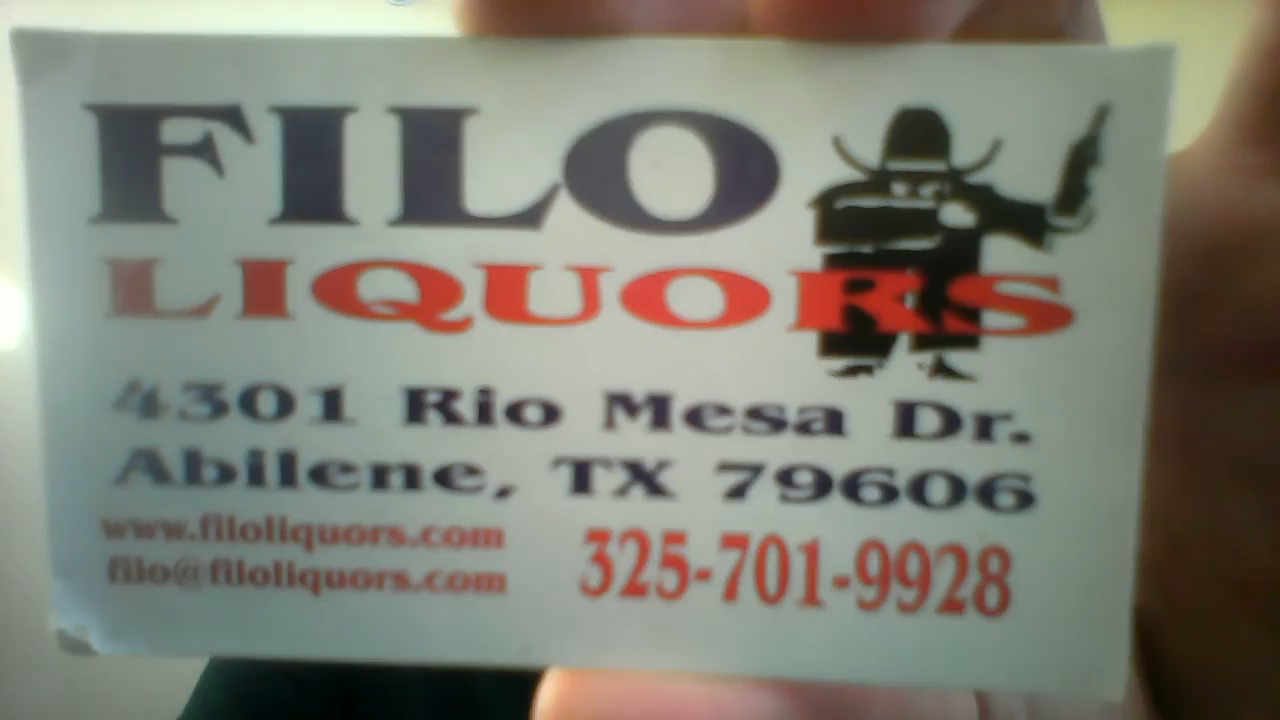 FILO
LIQUORS
4301 Rio Mesa Dr.
Abilene, TX 79606
www.filoliquors.com
filo@filoliquors.com
325-701-9928